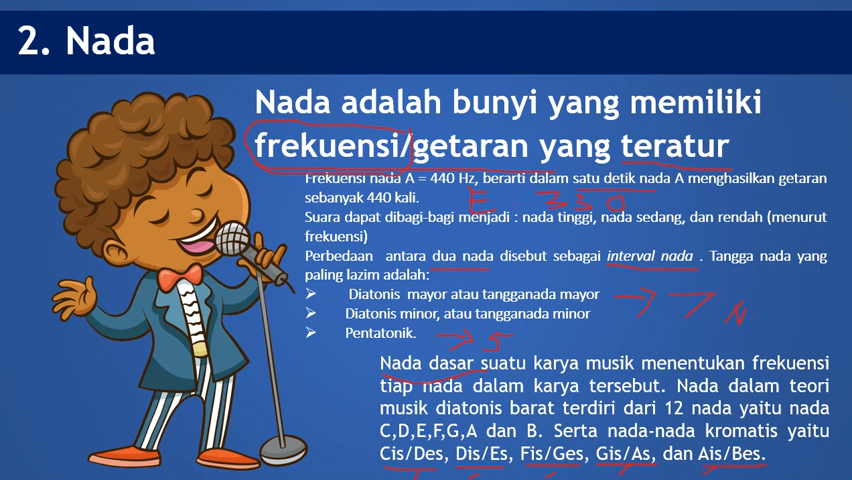 2. Nada
Nada adalah bunyi yang memiliki
frekuensi/getaran yang teratur
Frekuensi nada A = 440 Hz, berarti dalam satu detik nada A menghasilkan getaran
sebanyak 440 kali.
E 330
Suara dapat dibagi-bagi menjadi : nada tinggi, nada sedang, dan rendah (menurut
frekuensi)
Perbedaan antara dua nada disebut sebagai interval nada . Tangga nada yang
paling lazim adalah:
➢ Diatonis mayor atau tangganada mayor → 7 N
➢ Diatonis minor, atau tangganada minor
➢ Pentatonik. → 5
Nada dasar suatu karya musik menentukan frekuensi
tiap nada dalam karya tersebut. Nada dalam teori
musik diatonis barat terdiri dari 12 nada yaitu nada
C,D,E,F,G,A dan B. Serta nada-nada kromatis yaitu
Cis/Des, Dis/Es, Fis/Ges, Gis/As, dan Ais/Bes.